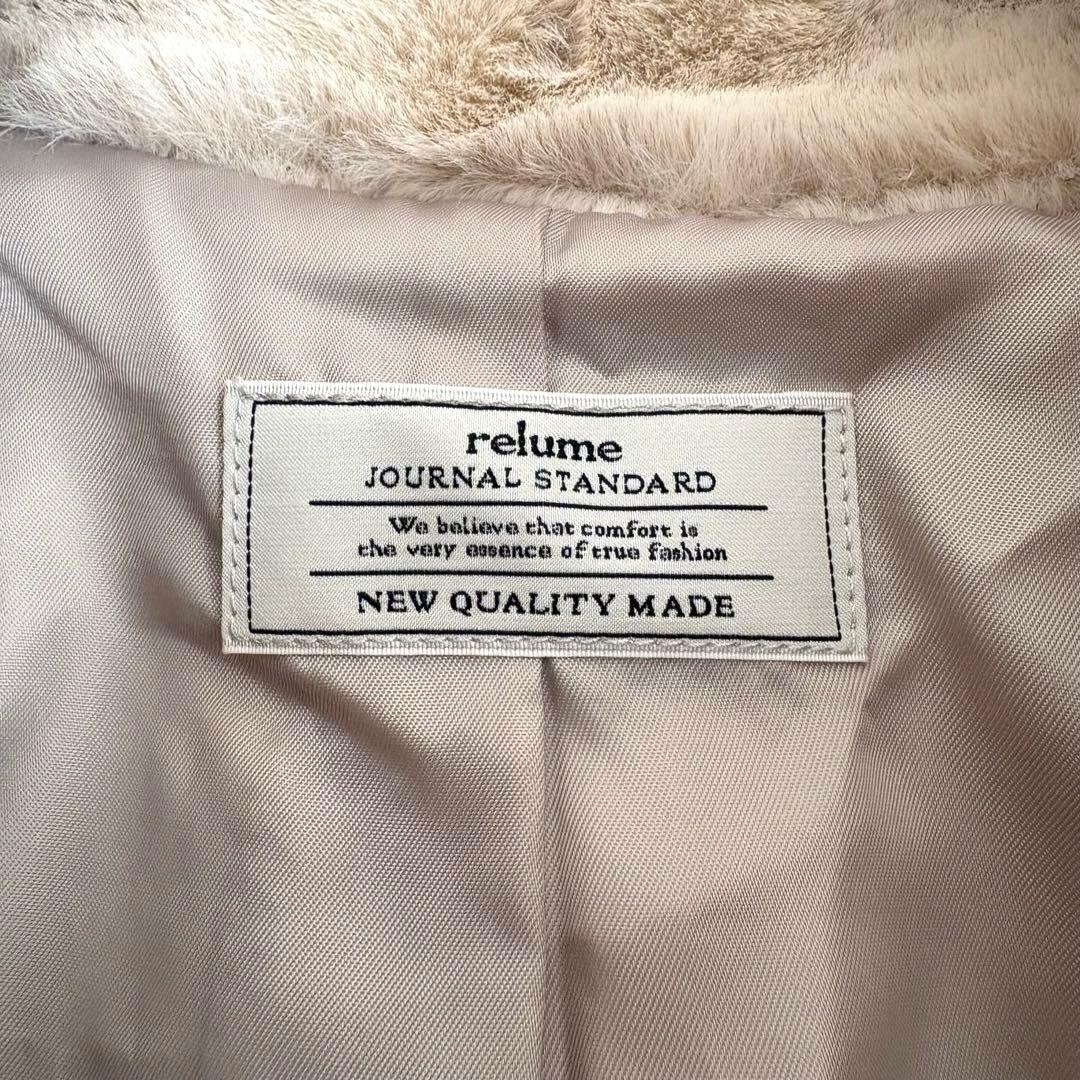 relume
JOURNAL STANDARD
We believe that comfort is
the very essence of true fashion
NEW QUALITY MADE